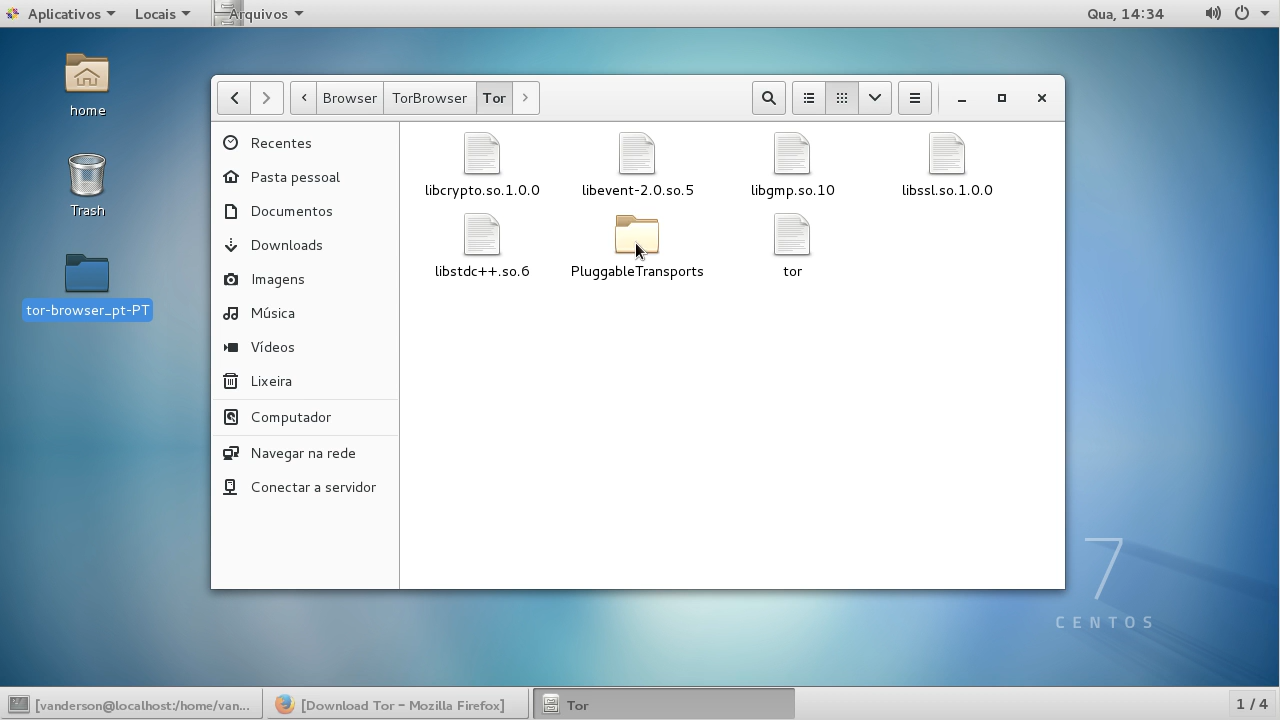 Aplicativos Locais Arquivos Qua, 14:34
home
Trash
tor-browser_pt-PT
Browser TorBrowser Tor
Recentes
Pasta pessoal
Documentos
Downloads
Imagens
Música
Vídeos
Lixeira
Computador
Navegar na rede
Conectar a servidor
libcrypto.so.1.0.0 libevent-2.0.so.5 libgmp.so.10 libssl.so.1.0.0
libstdc++.so.6 PluggableTransports tor
7
CENTOS
[vanderson@localhost:/home/van... [Download Tor – Mozilla Firefox] Tor 1 / 4